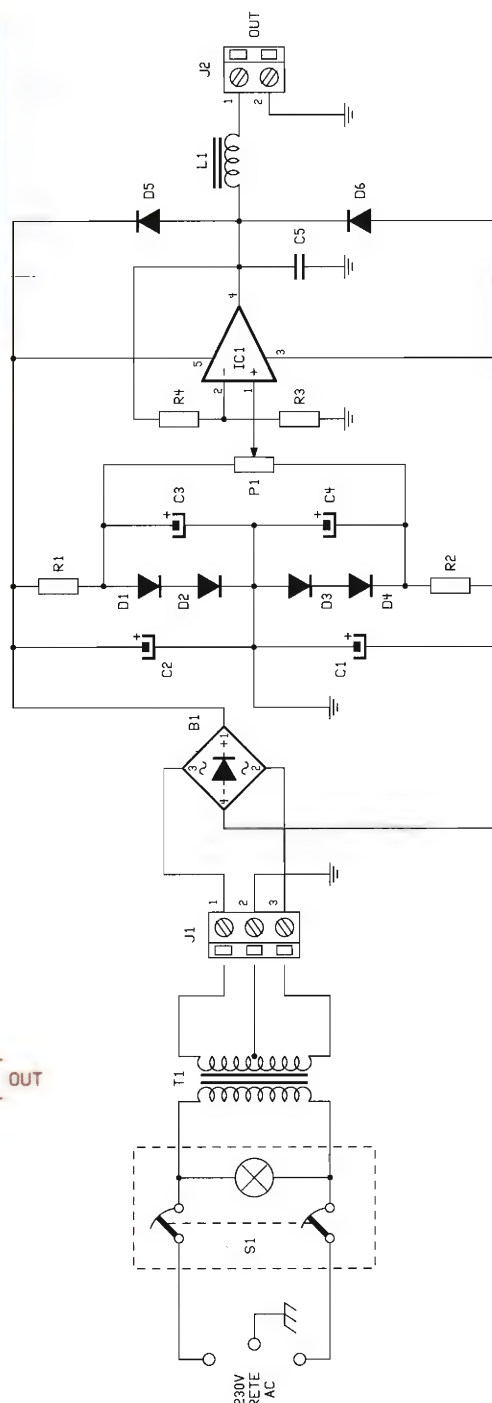 230V
RETE
AC
S1
T1
J1
1
2
3
B1
3
4
+1
2
C2
+
C1
+
R1
D1
D2
D3
D4
R2
C3
+
C4
+
P1
R4
R3
2
-
1
+
IC1
5
3
4
C5
D5
D6
L1
J2
1
2
OUT
OUT